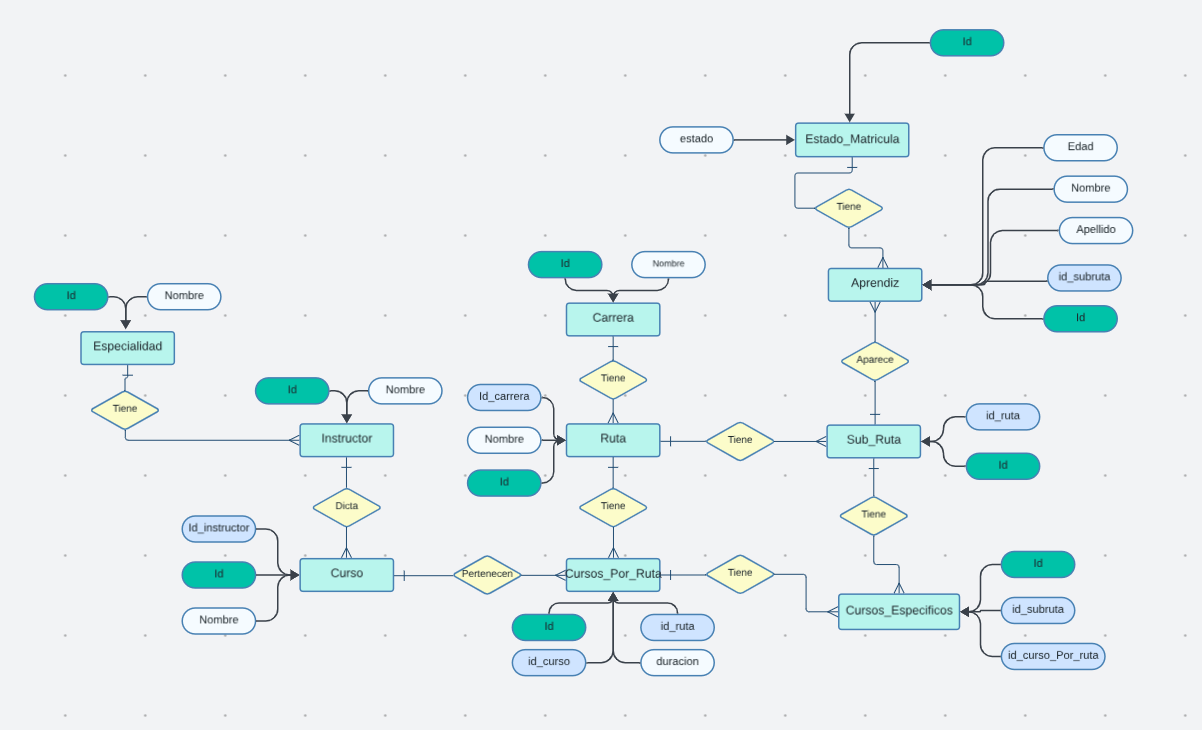 Id
estado
Estado_Matricula
Edad
Tiene
Nombre
Apellido
Id
Nombre
Aprendiz
id_subruta
Id
Id
Nombre
Carrera
Especialidad
Aparece
Tiene
Id
Nombre
Id_carrera
Tiene
id_ruta
Instructor
Nombre
Ruta
Tiene
Sub_Ruta
Id
Id
Dicta
Tiene
Tiene
Id_instructor
Id
Curso
Pertenecen
Cursos_Por_Ruta
Tiene
Id
Nombre
Cursos_Especificos
id_subruta
Id
id_ruta
id_curso
duracion
id_curso_Por_ruta